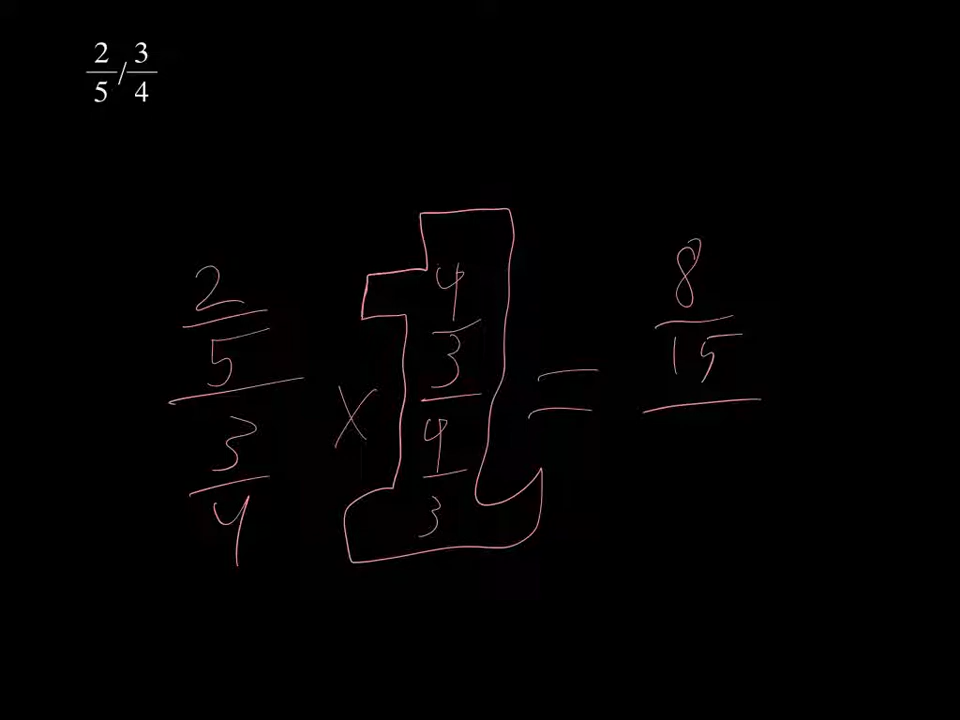 2/5 / 3/4
2/5 / 3/4 × 4/3 / 4/3 = 8/15 /